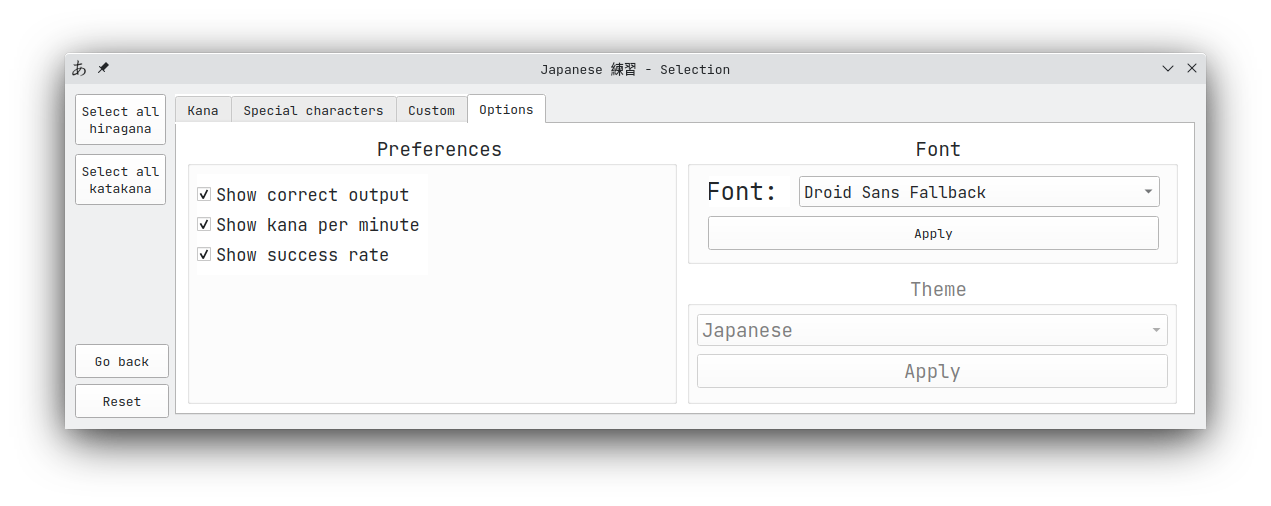 あ
Japanese 練習 - Selection
Select all
hiragana
Select all
katakana
Go back
Reset
Kana
Special characters
Custom
Options
Preferences
Show correct output
Show kana per minute
Show success rate
Font
Font:
Droid Sans Fallback
Apply
Theme
Japanese
Apply